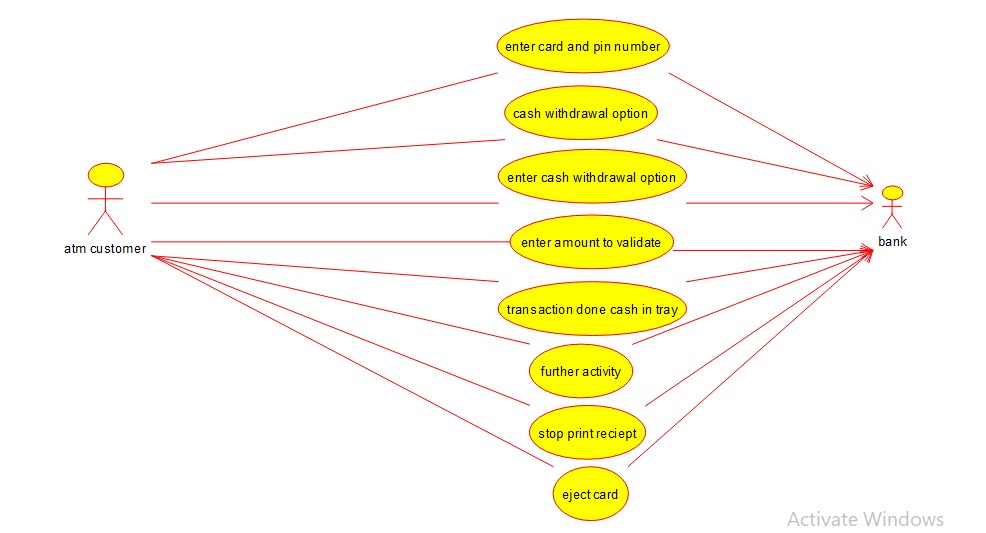 enter card and pin number
cash withdrawal option
enter cash withdrawal option
atm customer
enter amount to validate
bank
transaction done cash in tray
further activity
stop print reciept
eject card
Activate Windows